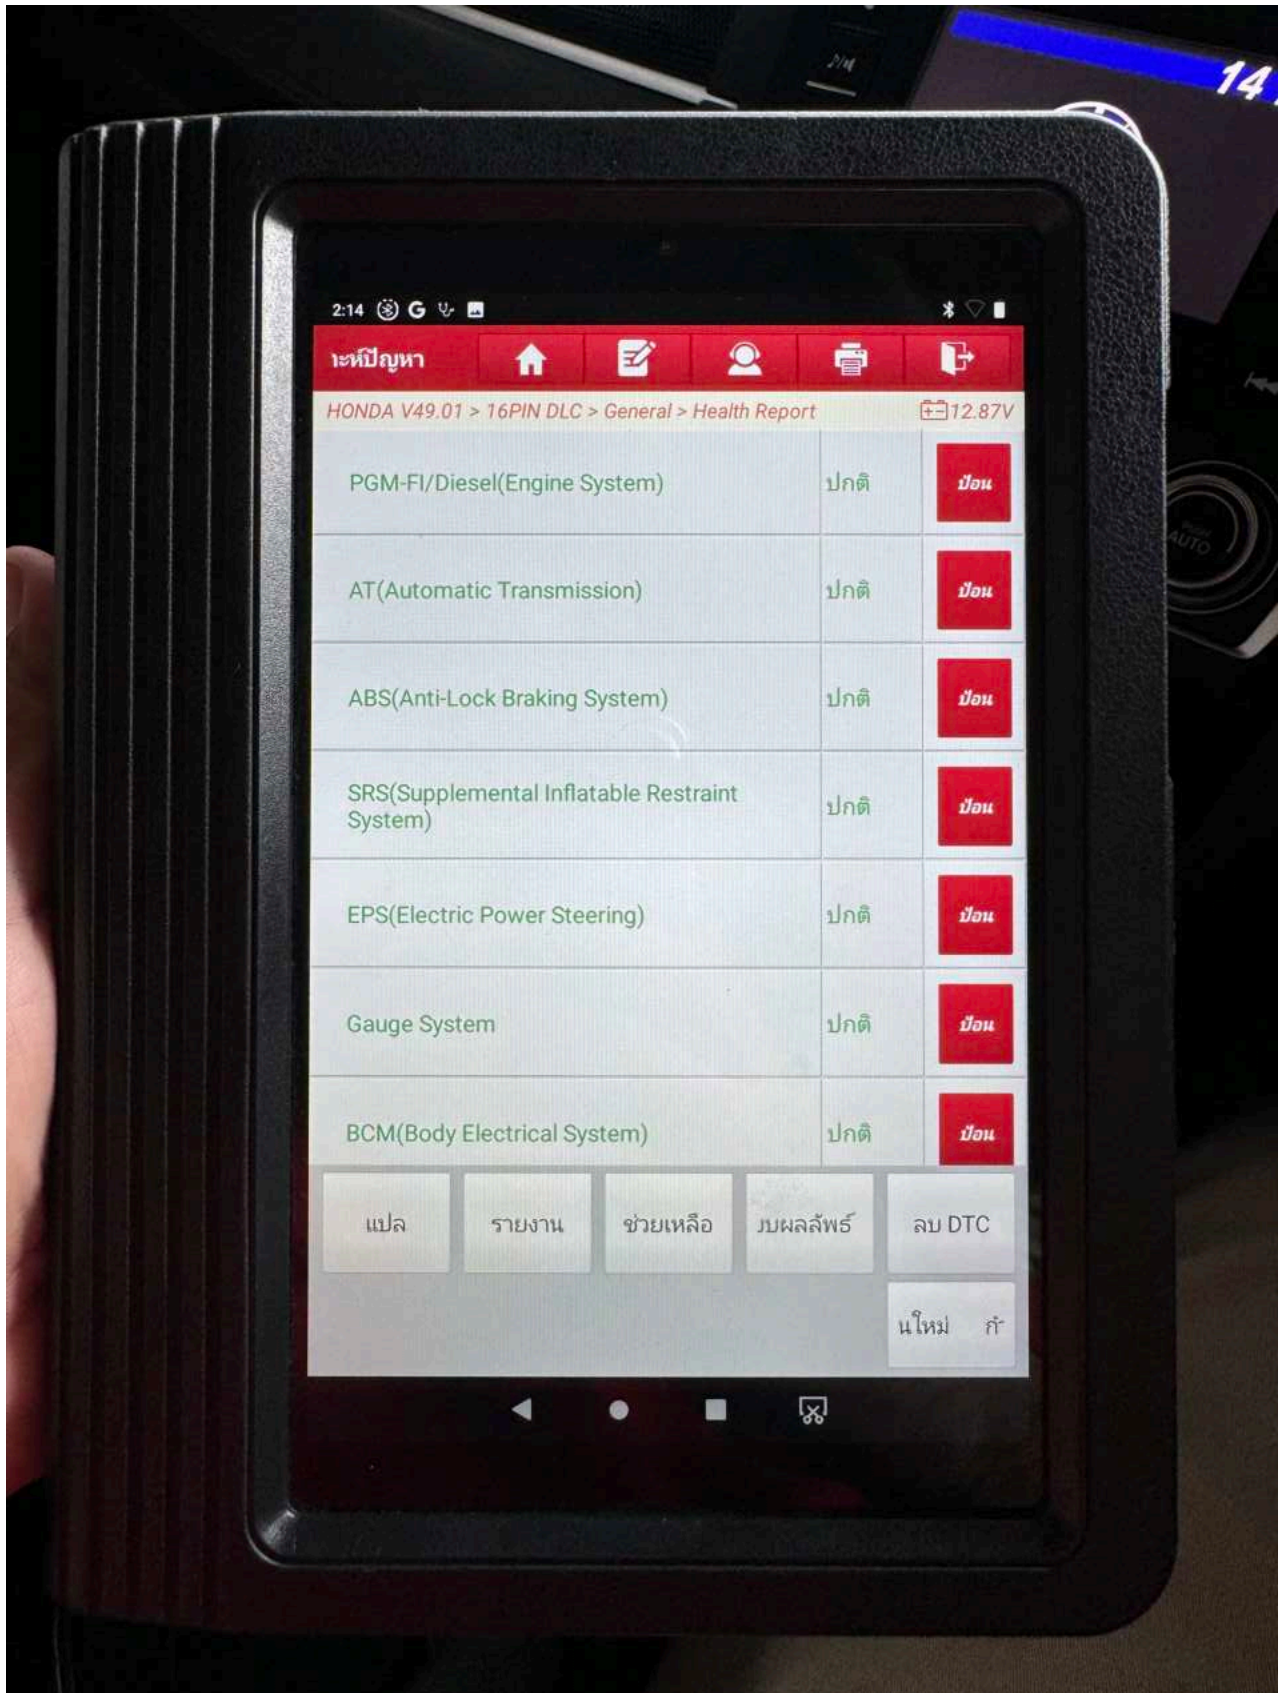 14
2:14
าะห์ปัญหา
HONDA V49.01 > 16PIN DLC > General > Health Report
12.87V
PGM-FI/Diesel(Engine System)
ปกติ
ป้อน
AT(Automatic Transmission)
ปกติ
ป้อน
ABS(Anti-Lock Braking System)
ปกติ
ป้อน
SRS(Supplemental Inflatable Restraint
System)
ปกติ
ป้อน
EPS(Electric Power Steering)
ปกติ
ป้อน
Gauge System
ปกติ
ป้อน
BCM(Body Electrical System)
ปกติ
ป้อน
แปล
รายงาน
ช่วยเหลือ
บผลลัพธ์
ลบ DTC
นใหม่
AUTO